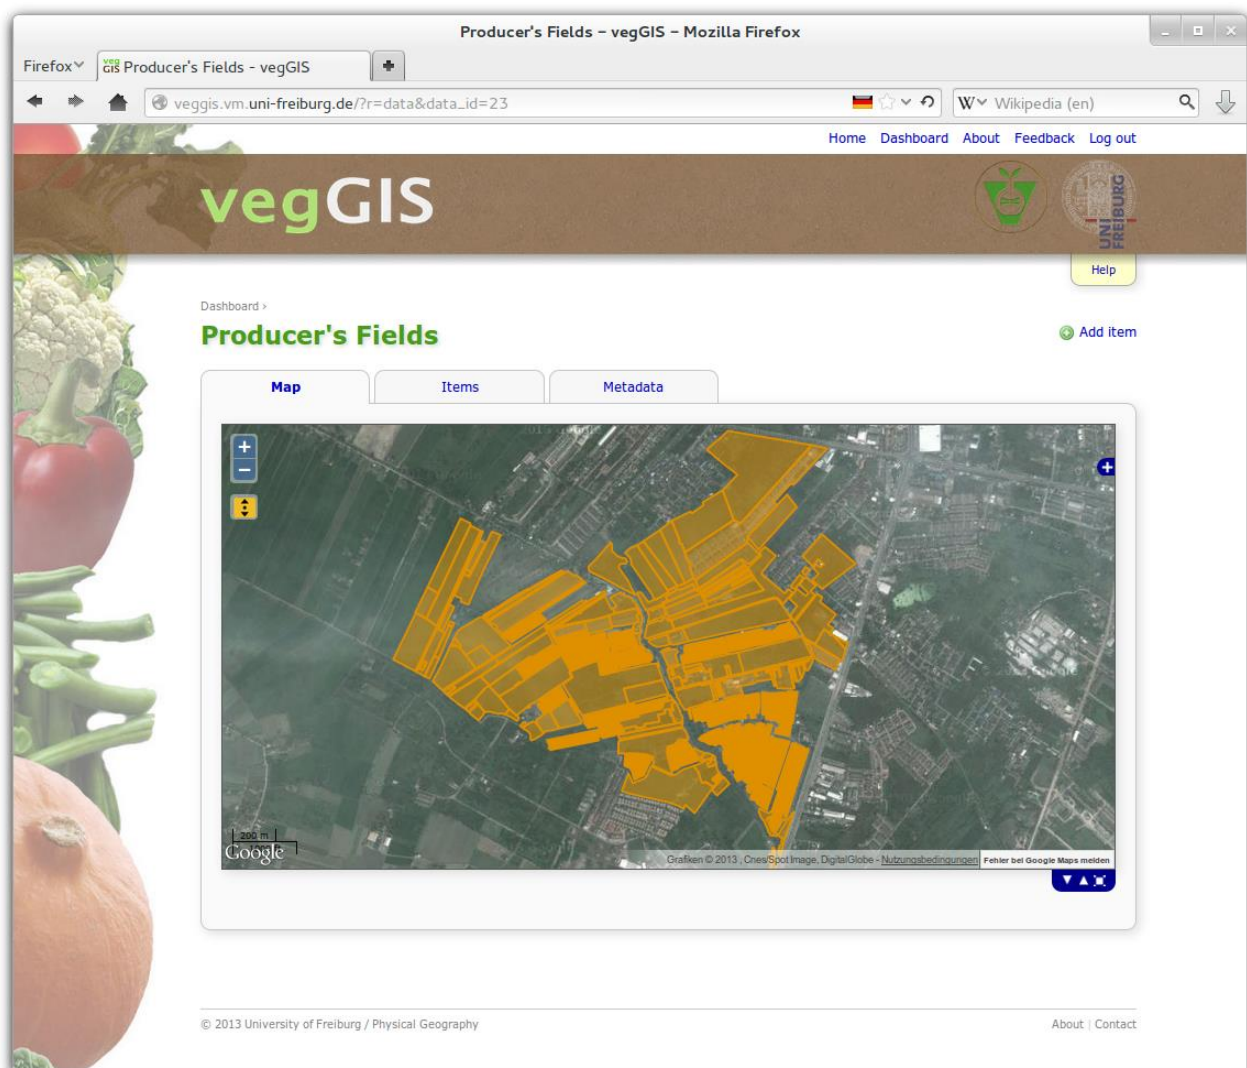 Producer's Fields – vegGIS – Mozilla Firefox
Firefox
veg GIS Producer's Fields - vegGIS
veggis.vm.uni-freiburg.de/?r=data&data_id=23
W Wikipedia (en)
Home Dashboard About Feedback Log out
vegGIS
UNI FREIBURG
Help
Dashboard ›
Producer's Fields
Add item
Map Items Metadata
200 m
Google
Grafiken © 2013 , Cnes/Spot Image, DigitalGlobe - Nutzungsbedingungen Fehler bei Google Maps melden
© 2013 University of Freiburg / Physical Geography
About | Contact